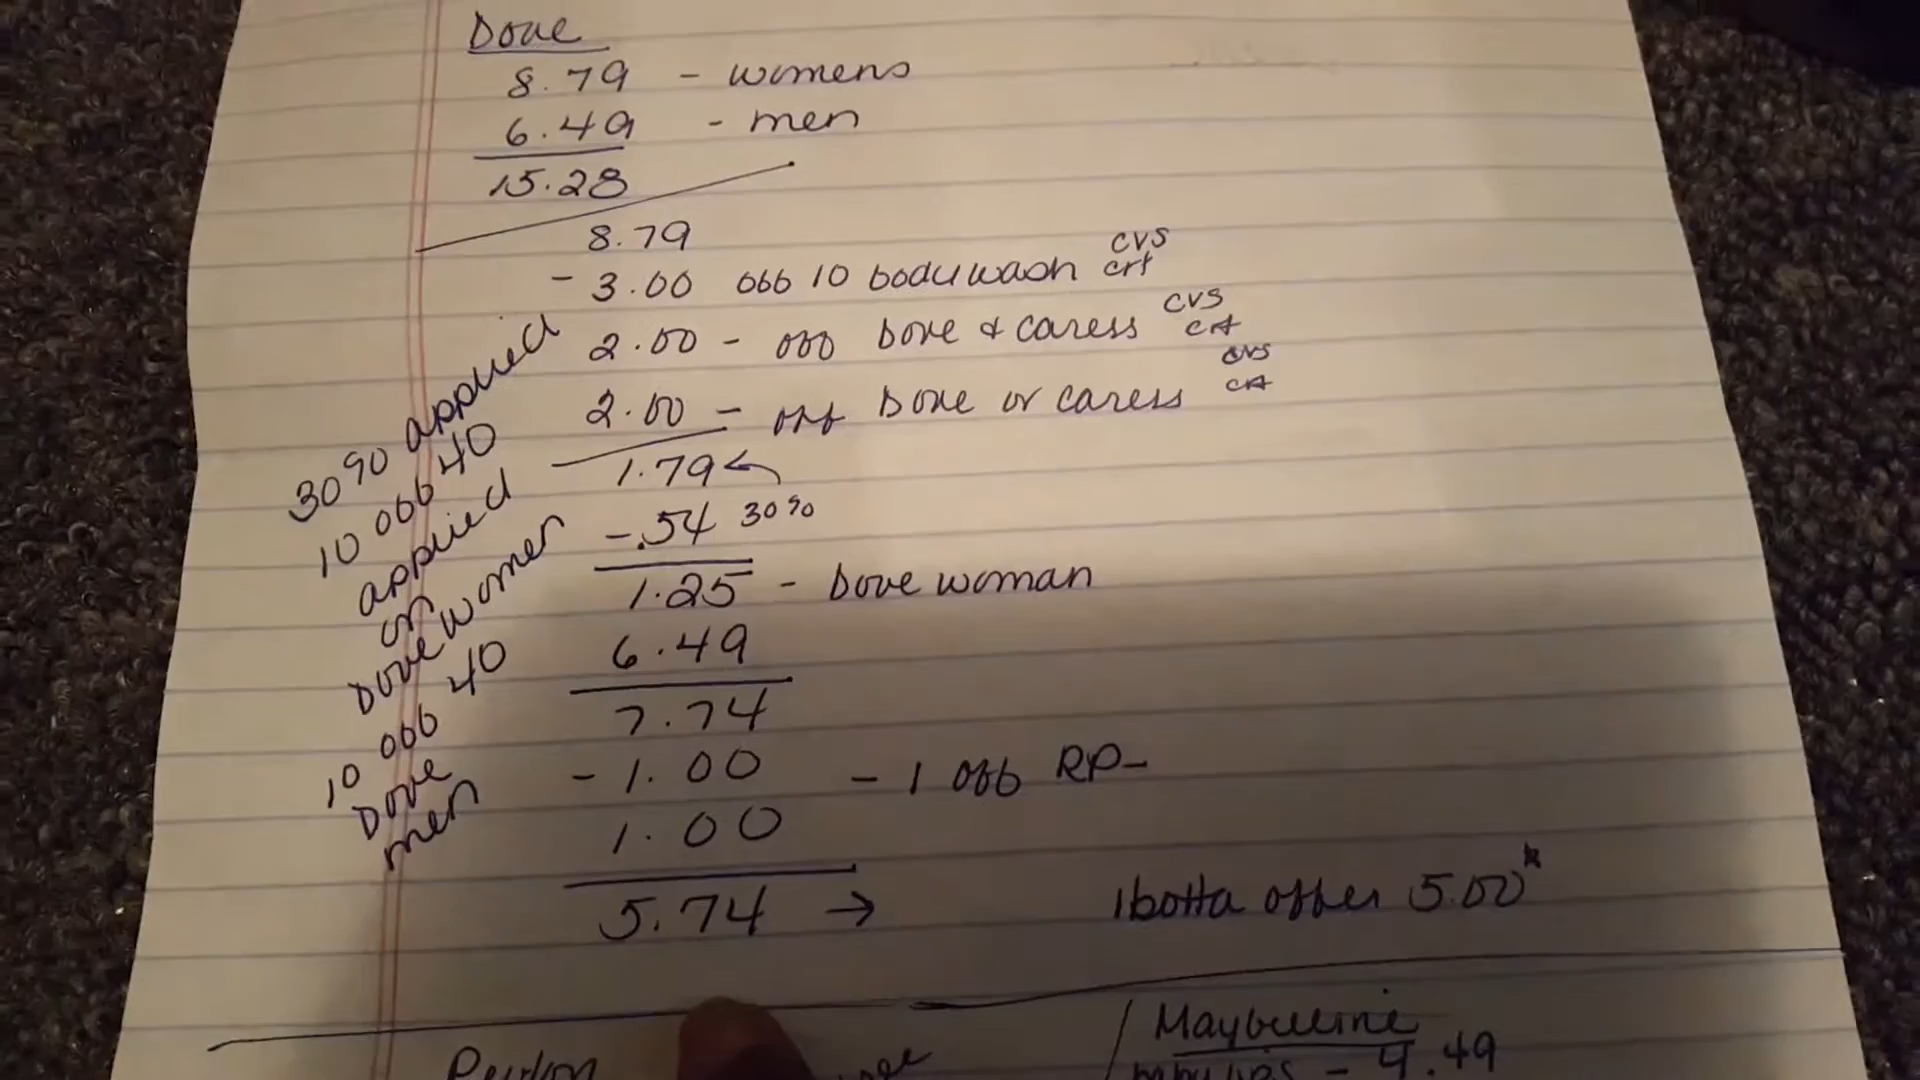 Dove
8.79 - womens
6.49 - men
15.28
8.79
- 3.00 off 10 bodywash CVS crt
2.00 - off Dove & caress CVS crt
2.00 - off Dove or caress CVS crt
1.79
- .54 30%
1.25 - Dove woman
6.49
7.74
- 1.00 - 1 off RP-
1.00
5.74 → ibotta offer 5.00*
30% applied
10 off 40
applied
on
Dove women
10 off 40
Dove
men
Maybelline
- 4.49